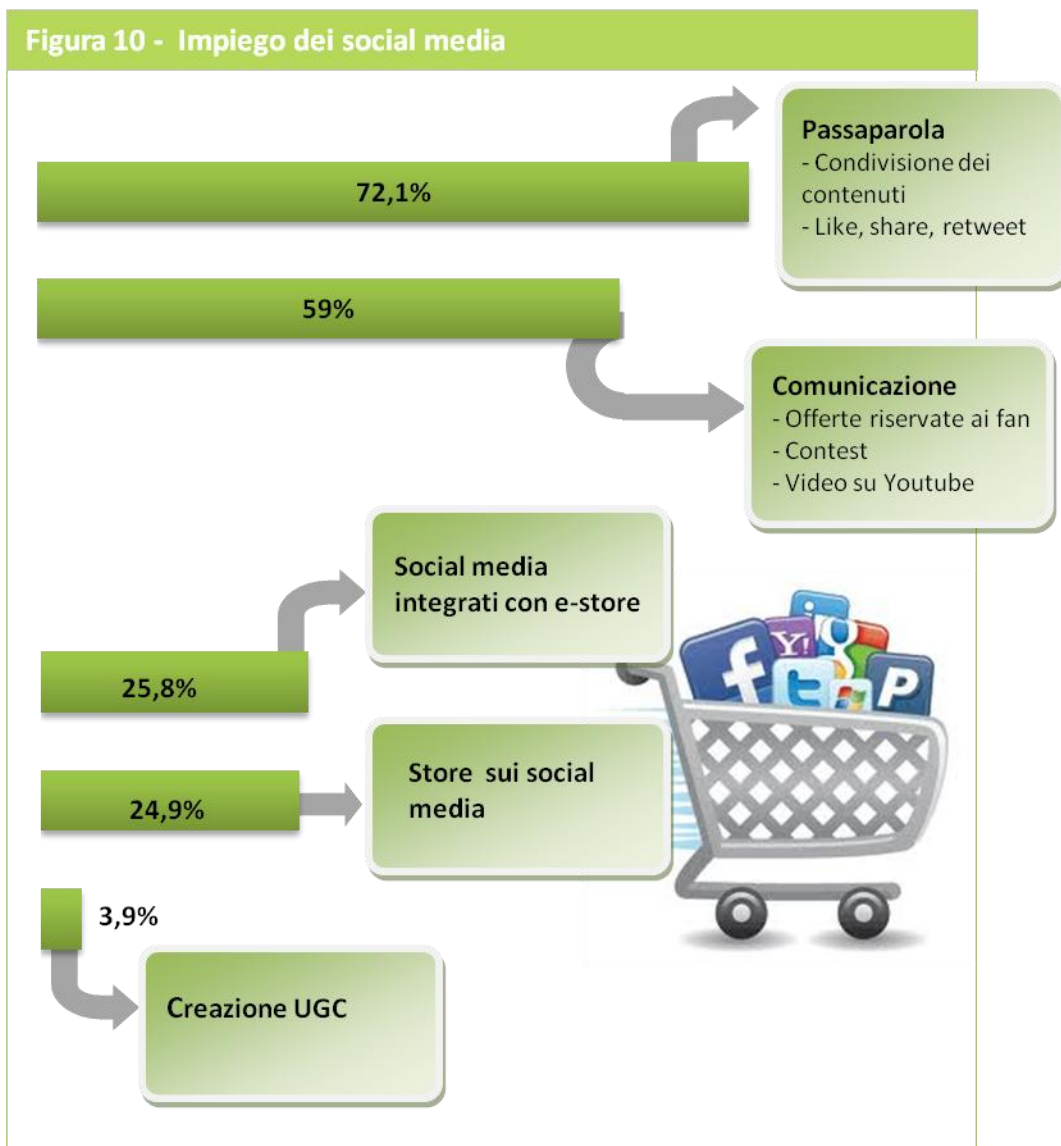 Figura 10 - Impiego dei social media
Passaparola
- Condivisione dei
contenuti
- Like, share, retweet
72,1%
59%
Comunicazione
- Offerte riservate ai fan
- Contest
- Video su Youtube
Social media
integrati con e-store
25,8%
Store sui social
media
24,9%
3,9%
Creazione UGC
f
Y!
g
t
P